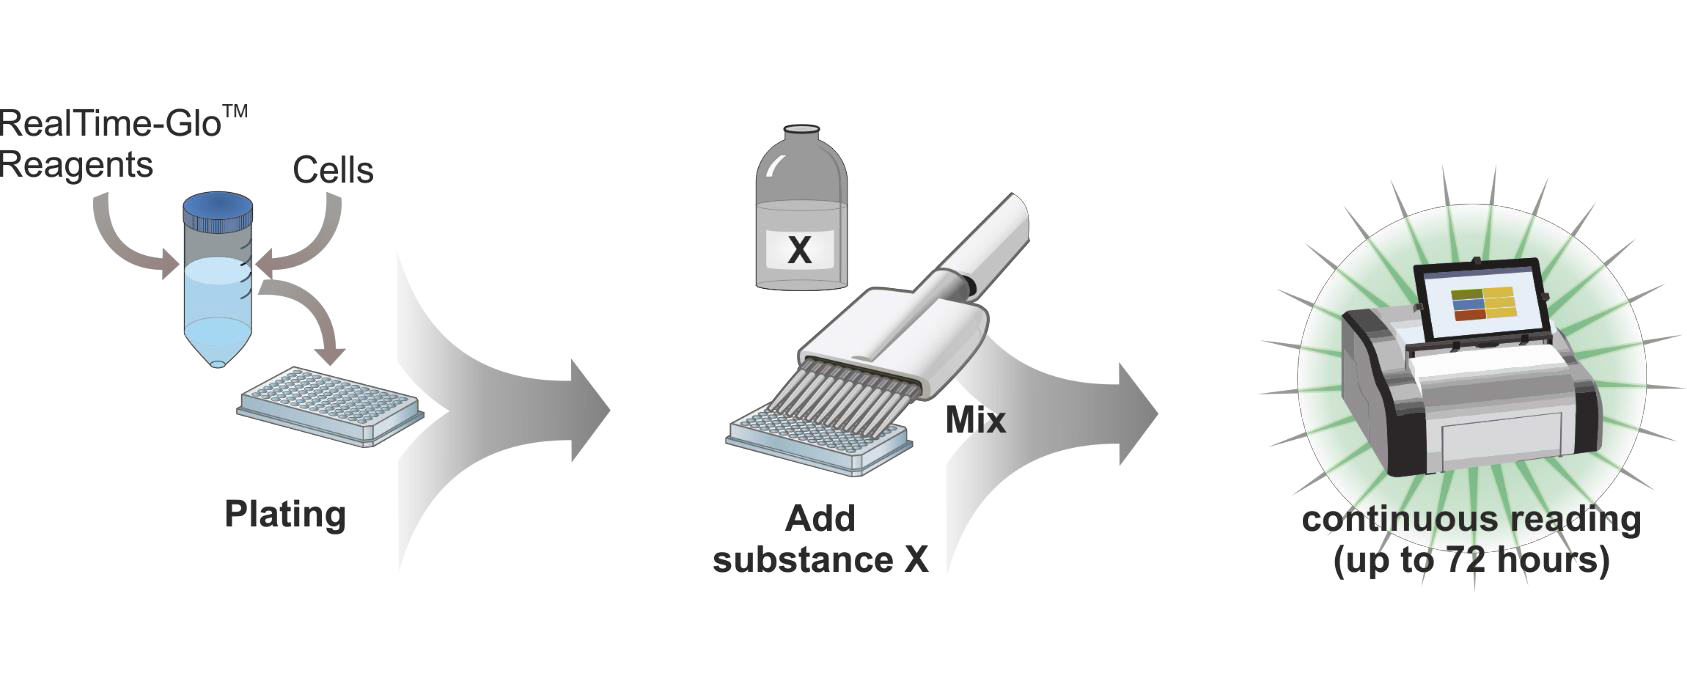 RealTime-Glo™
Reagents
Cells
Plating
X
Mix
Add
substance X
continuous reading
(up to 72 hours)